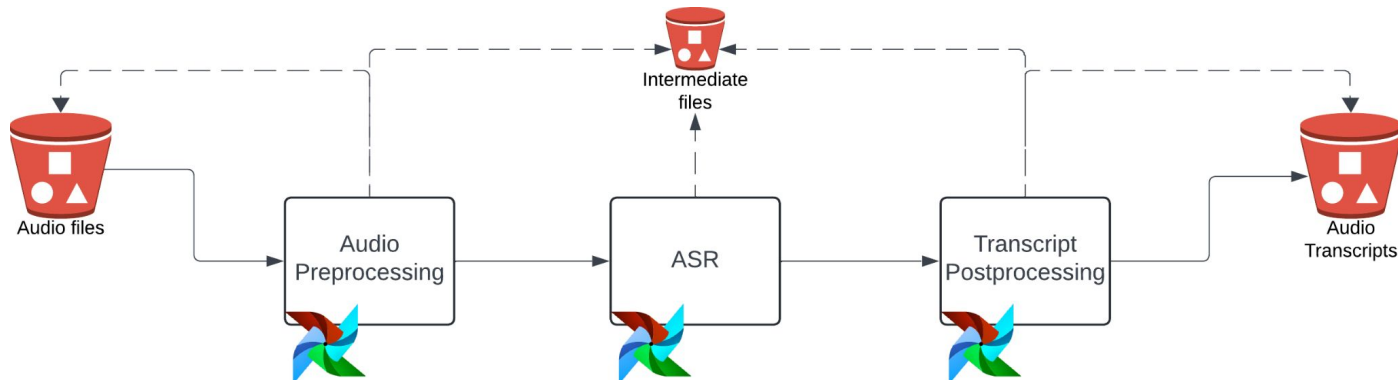 Intermediate
files
Audio files
Audio
Preprocessing
ASR
Transcript
Postprocessing
Audio
Transcripts